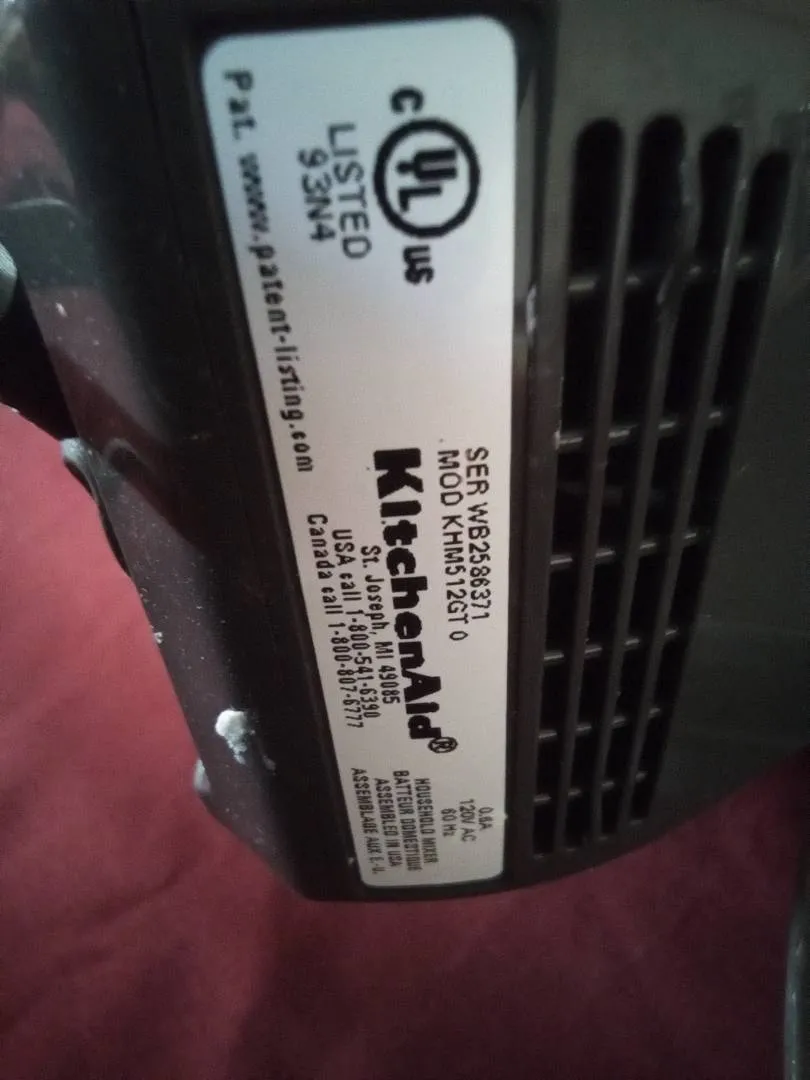 C UL US
LISTED
93N4
Pat. www.patent-listing.com
SER WB2586371
MOD KHM512GT 0
KitchenAid®
St. Joseph, MI 49085
USA call 1-800-541-6390
Canada call 1-800-807-6777
0.6A
120V AC
60 Hz
HOUSEHOLD MIXER
BATTEUR DOMESTIQUE
ASSEMBLED IN USA
ASSEMBLAGE AUX É.-U.